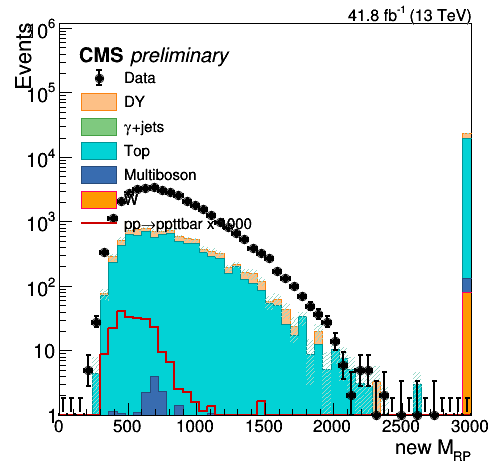 41.8 fb⁻¹ (13 TeV)
Events
CMS preliminary
Data
DY
γ+jets
Top
Multiboson
W
pp→ppttbar x 1000
10⁶
10⁵
10⁴
10³
10²
10
1
0 500 1000 1500 2000 2500 3000
new M_RP